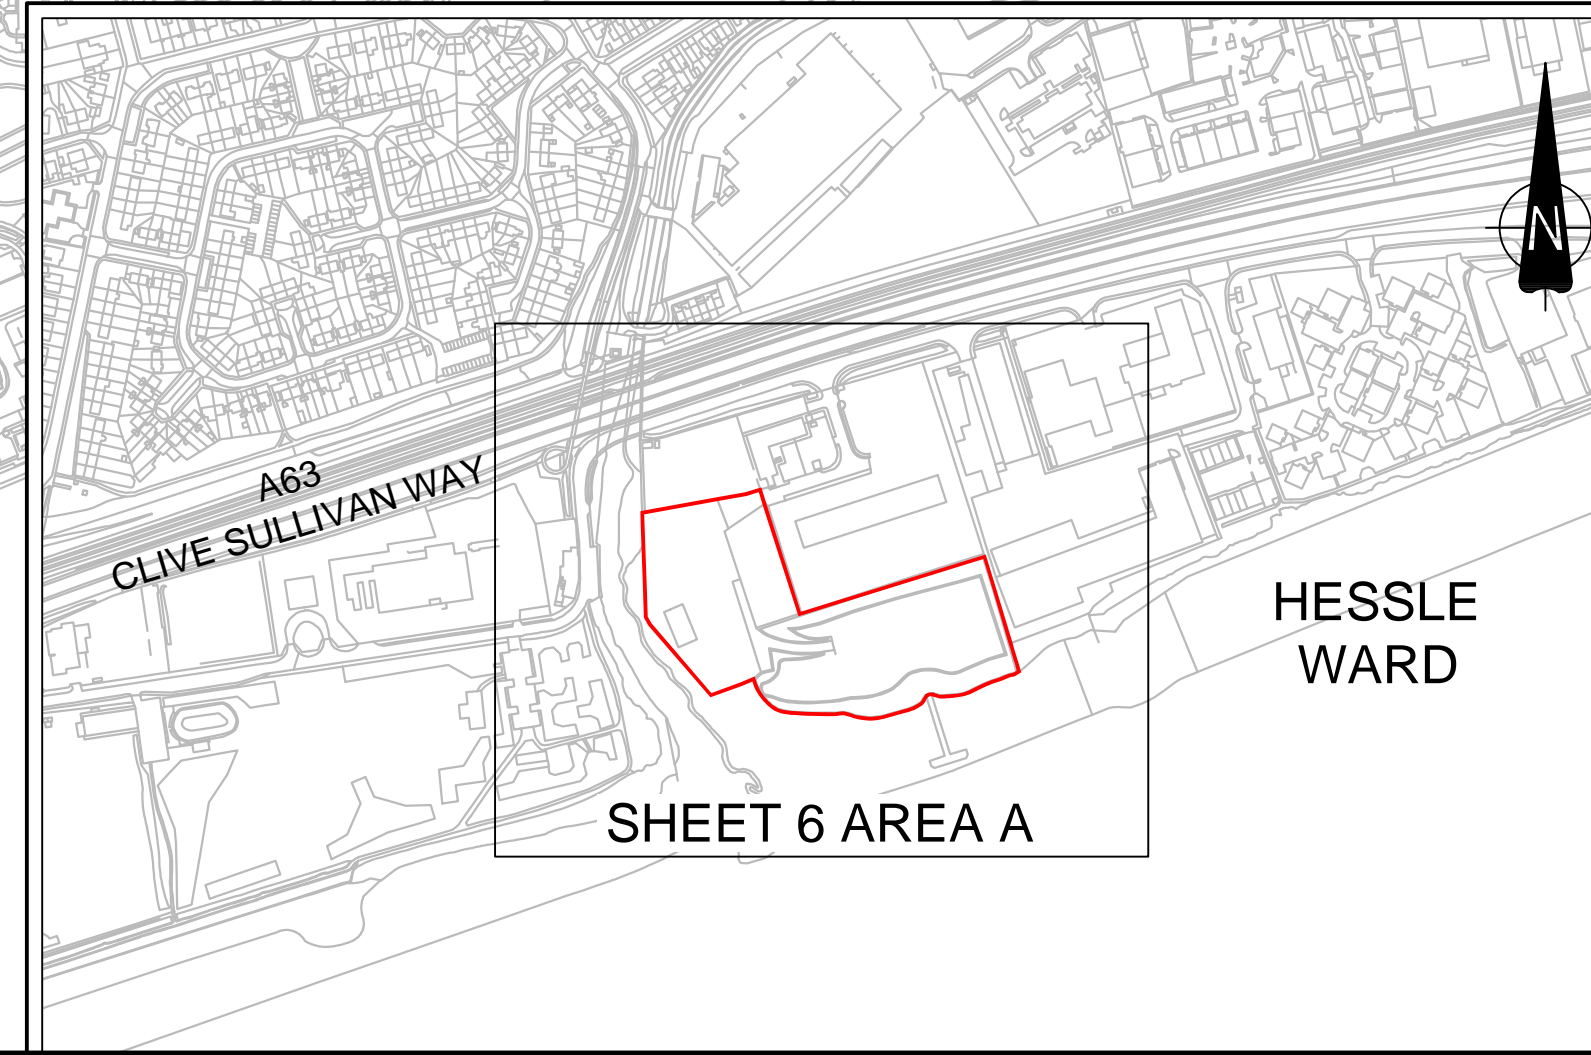 N
A63
CLIVE SULLIVAN WAY
HESSLE
WARD
SHEET 6 AREA A